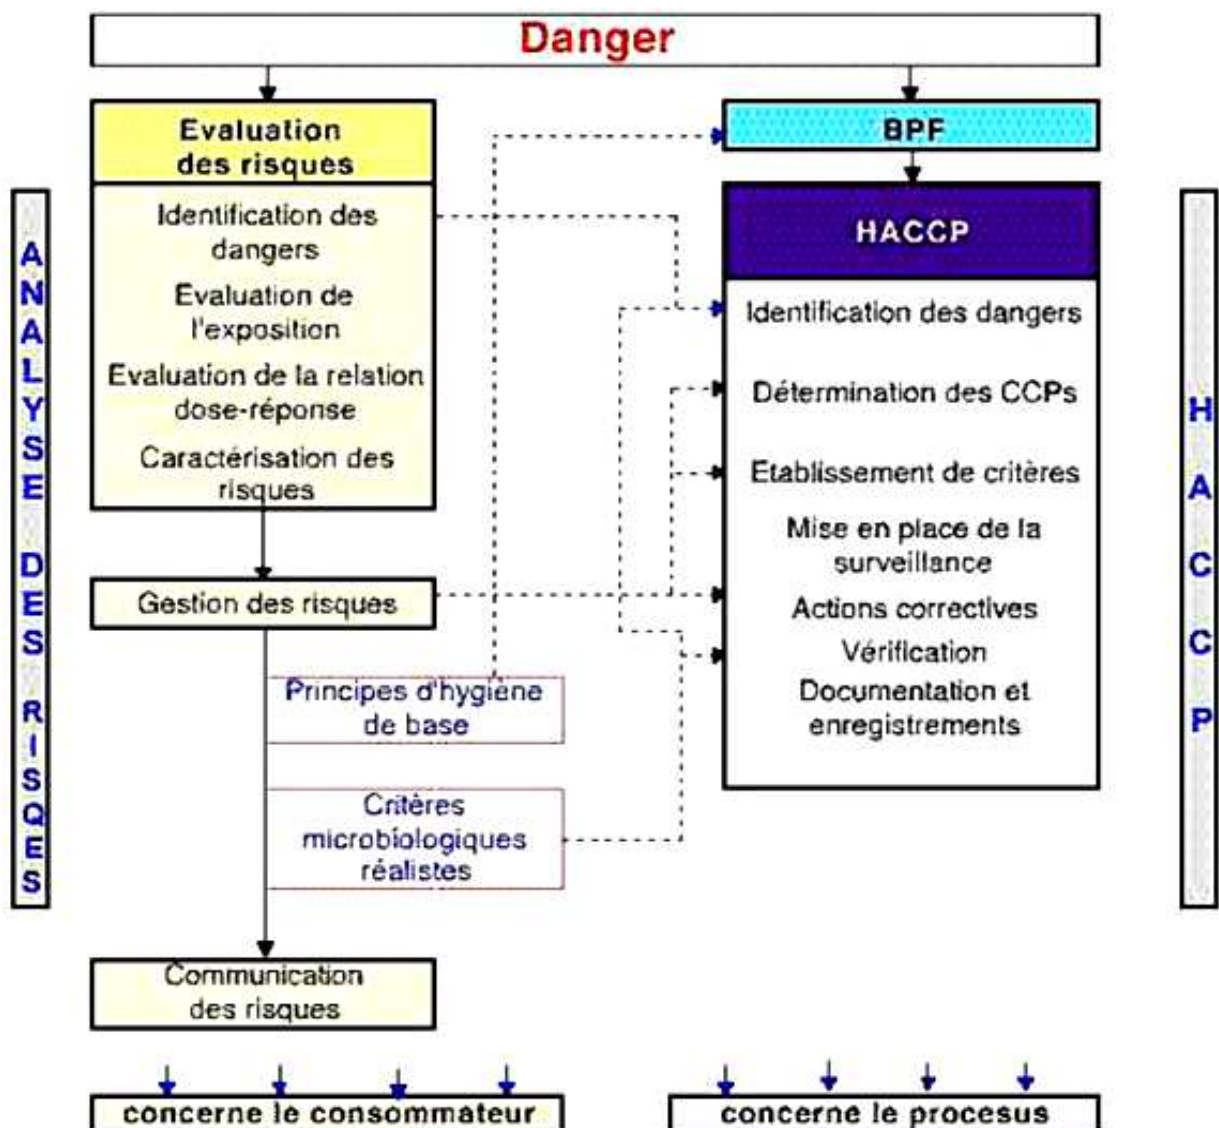 Danger
Evaluation
des risques
Identification des
dangers
Evaluation de
l'exposition
Evaluation de la relation
dose-réponse
Caractérisation des
risques
Gestion des risques
Principes d'hygiène
de base
Critères
microbiologiques
réalistes
Communication
des risques
concerne le consommateur
BPF
HACCP
Identification des dangers
Détermination des CCPs
Etablissement de critères
Mise en place de la
surveillance
Actions correctives
Vérification
Documentation et
enregistrements
concerne le procesus
ANALYSE DES RISQES
HACCP